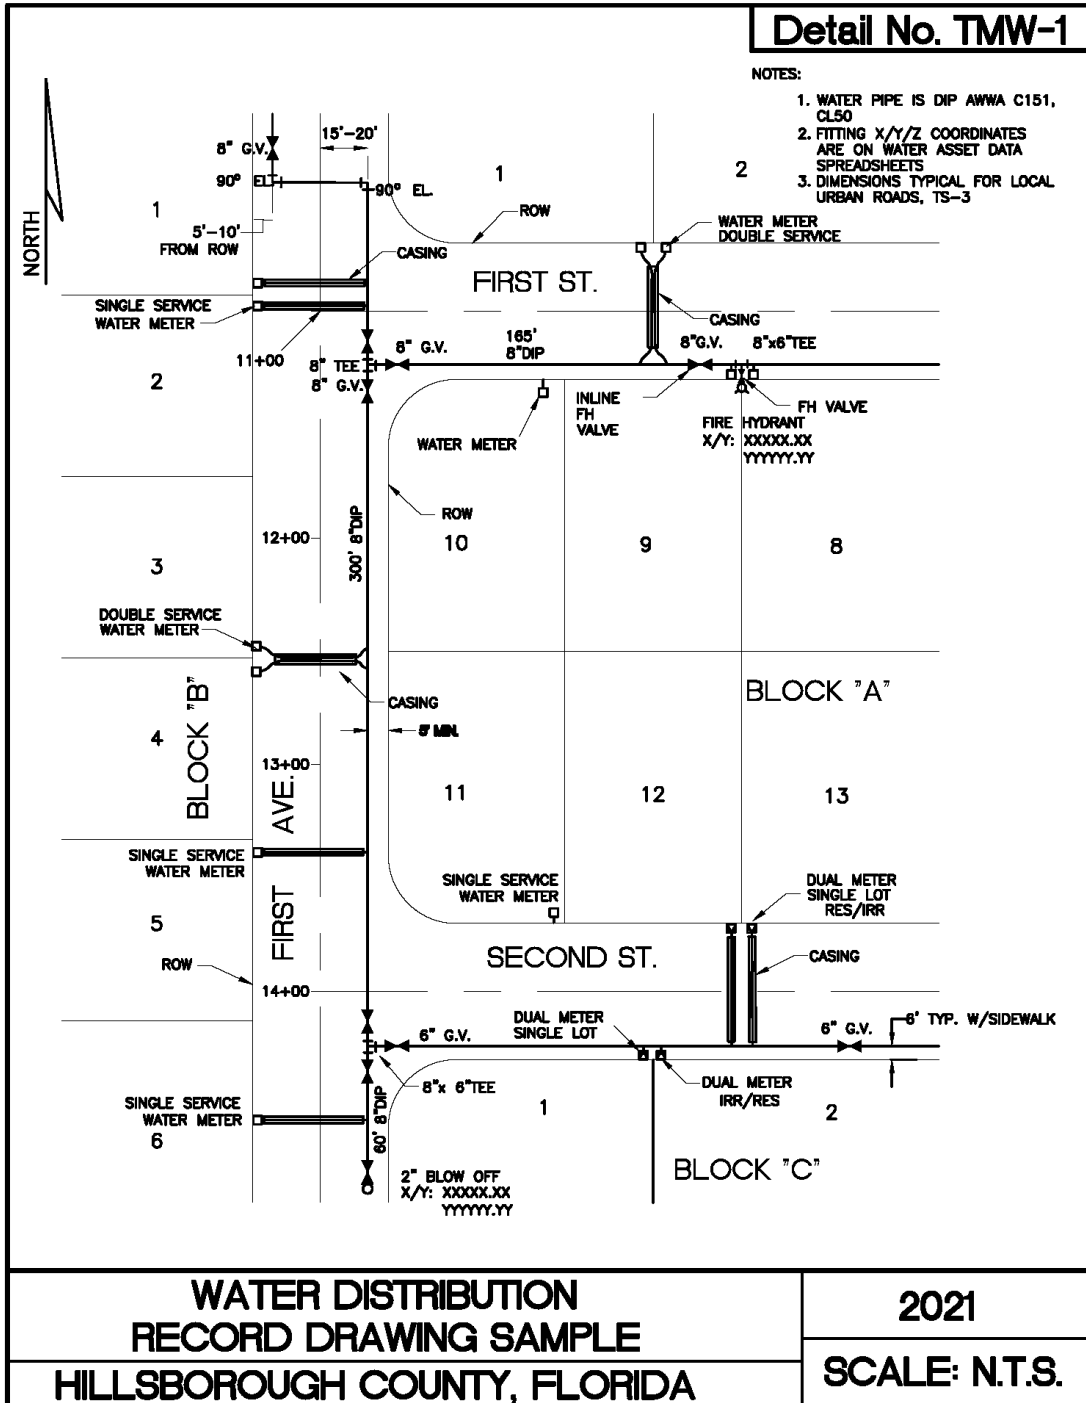 Detail No. TMW-1
NOTES:
1. WATER PIPE IS DIP AWWA C151,
CL50
2. FITTING X/Y/Z COORDINATES
ARE ON WATER ASSET DATA
SPREADSHEETS
3. DIMENSIONS TYPICAL FOR LOCAL
URBAN ROADS, TS-3
NORTH
15'-20'
8" G.V.
90° EL.
90° EL.
1
1
2
5'-10'
FROM ROW
ROW
WATER METER
DOUBLE SERVICE
CASING
FIRST ST.
SINGLE SERVICE
WATER METER
CASING
11+00
8" TEE
8" G.V.
8" G.V.
165'
8"DIP
8"G.V.
8"x6"TEE
2
INLINE
FH
VALVE
FH VALVE
FIRE HYDRANT
X/Y: XXXXX.XX
YYYYY.YY
WATER METER
ROW
12+00
300' 8"DIP
10
9
8
3
DOUBLE SERVICE
WATER METER
CASING
BLOCK "B"
BLOCK "A"
5' MIN.
4
13+00
AVE.
11
12
13
SINGLE SERVICE
WATER METER
SINGLE SERVICE
WATER METER
DUAL METER
SINGLE LOT
RES/IRR
5
FIRST
ROW
SECOND ST.
CASING
14+00
6" G.V.
DUAL METER
SINGLE LOT
6" G.V.
6' TYP. W/SIDEWALK
8"x 6"TEE
DUAL METER
IRR/RES
60' 8"DIP
SINGLE SERVICE
WATER METER
6
1
2
2" BLOW OFF
X/Y: XXXXX.XX
YYYYY.YY
BLOCK "C"
WATER DISTRIBUTION
RECORD DRAWING SAMPLE
2021
HILLSBOROUGH COUNTY, FLORIDA
SCALE: N.T.S.